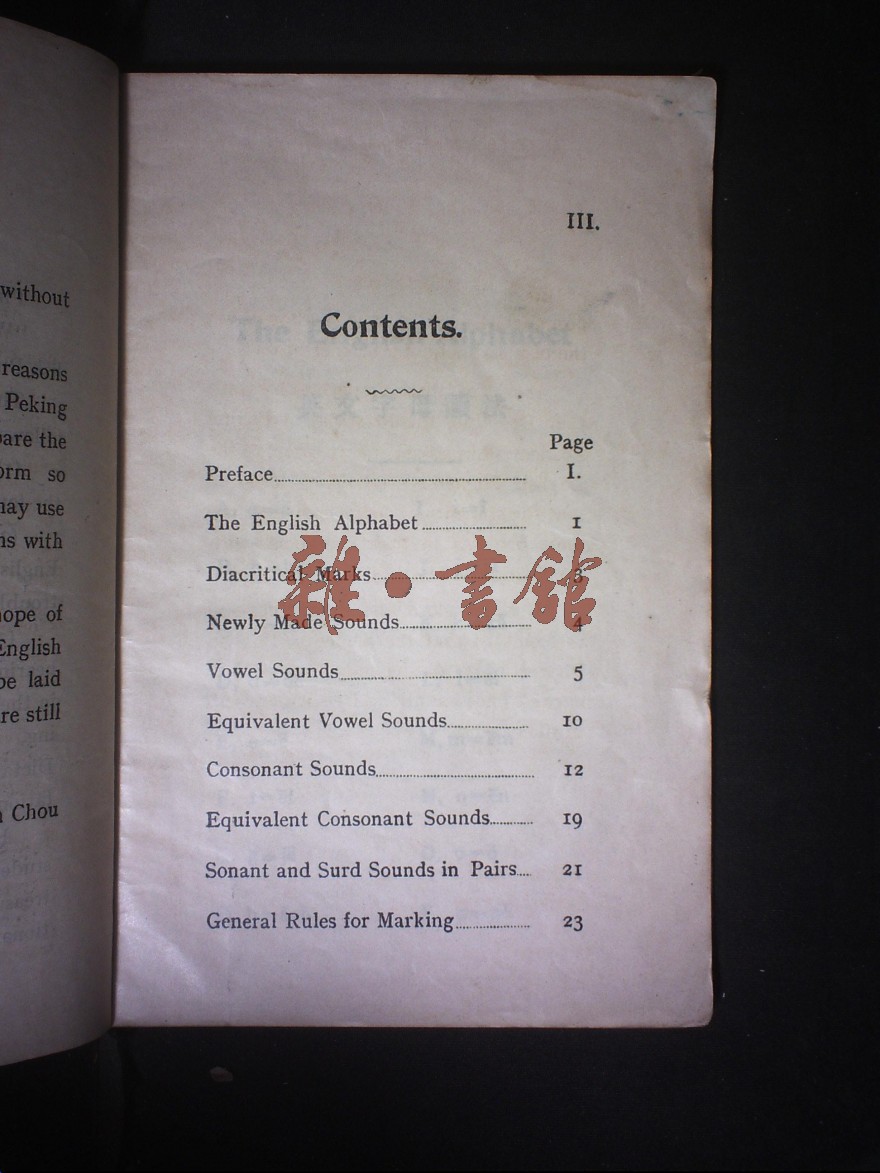 without
reasons
Peking
are the
orm so
may use
ns with
ope of
English
be laid
re still
Chou
III.
Contents.
Page
Preface I.
The English Alphabet 1
Diacritical Marks 3
Newly Made Sounds 4
Vowel Sounds 5
Equivalent Vowel Sounds 10
Consonant Sounds 12
Equivalent Consonant Sounds 19
Sonant and Surd Sounds in Pairs 21
General Rules for Marking 23
雜·書館